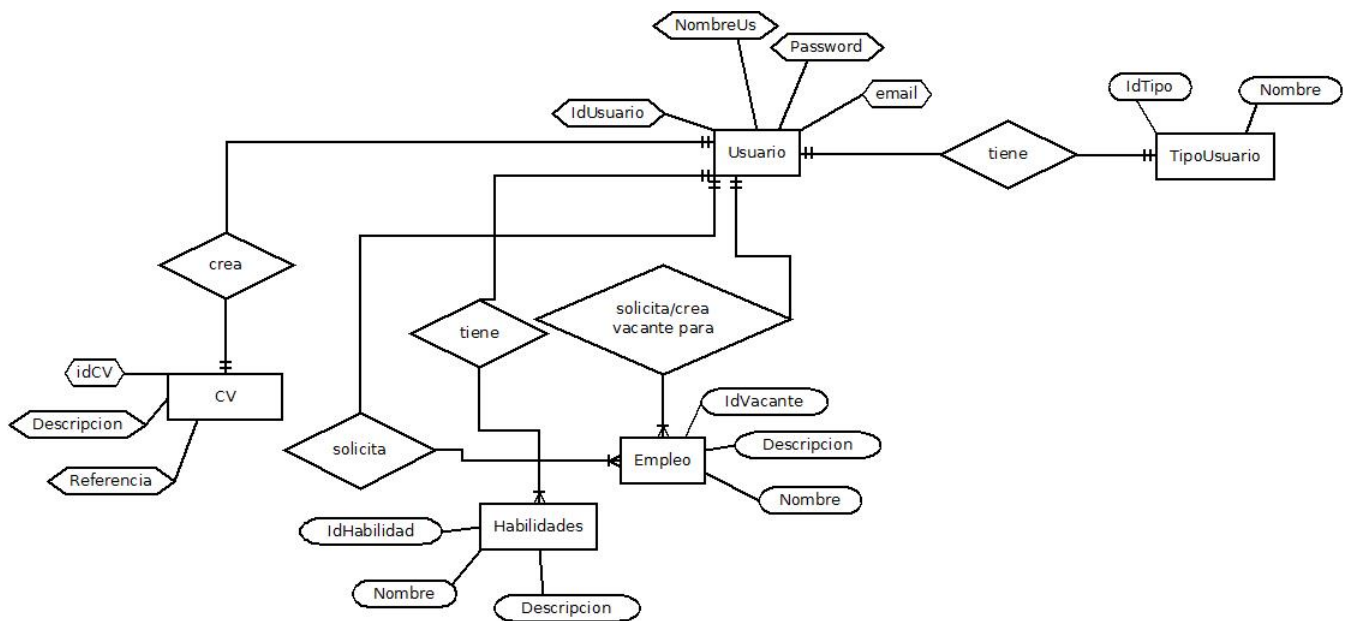 NombreUs
Password
email
IdUsuario
Usuario
tiene
IdTipo
Nombre
TipoUsuario
crea
tiene
solicita/crea
vacante para
idCV
CV
Descripcion
Referencia
solicita
IdVacante
Descripcion
Empleo
Nombre
IdHabilidad
Habilidades
Nombre
Descripcion